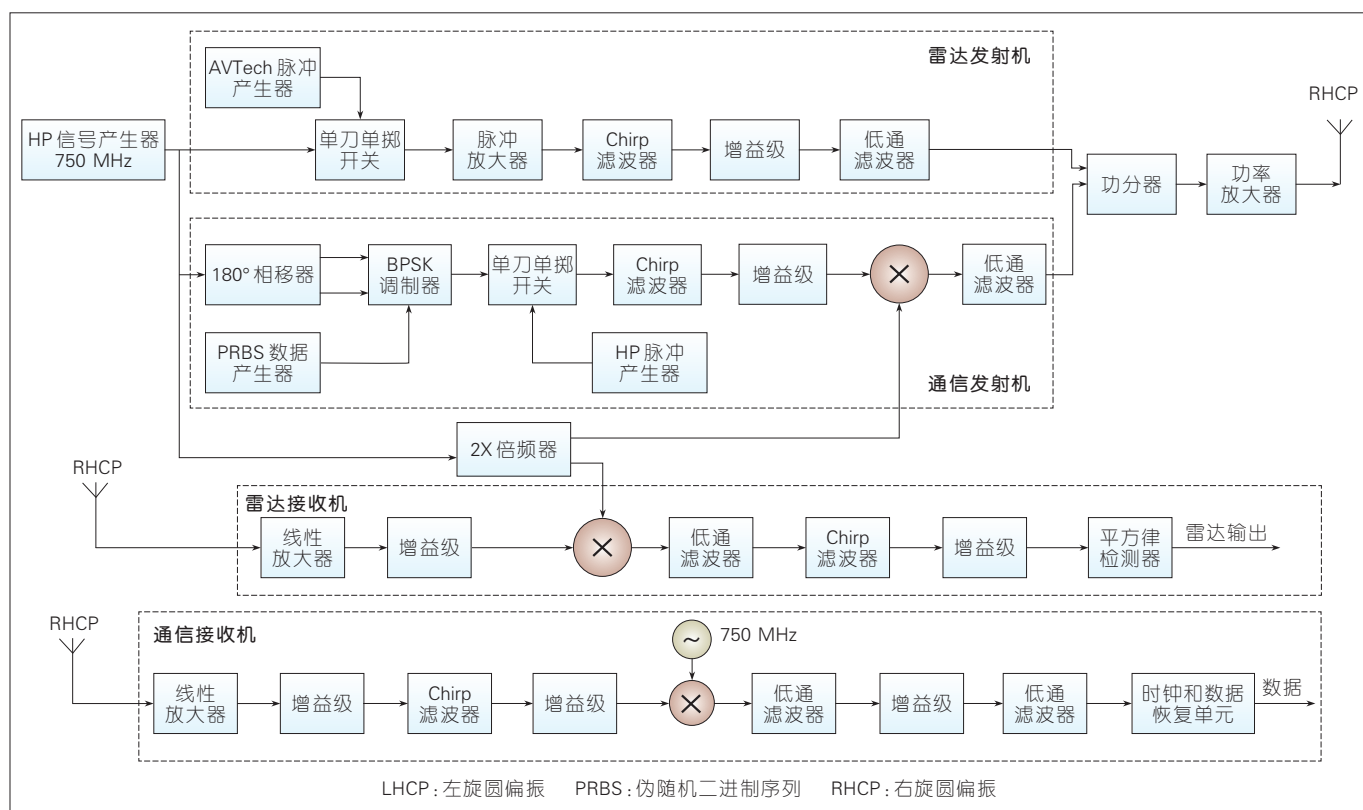 雷达发射机
AVTech 脉冲
产生器
HP 信号产生器
750 MHz
单刀单掷
开关
脉冲
放大器
Chirp
滤波器
增益级
低通
滤波器
功分器
功率
放大器
RHCP
180° 相移器
BPSK
调制器
单刀单掷
开关
Chirp
滤波器
增益级
×
低通
滤波器
PRBS 数据
产生器
HP 脉冲
产生器
通信发射机
2X 倍频器
RHCP
雷达接收机
线性
放大器
增益级
×
低通
滤波器
Chirp
滤波器
增益级
平方律
检测器
雷达输出
RHCP
通信接收机
~
750 MHz
线性
放大器
增益级
Chirp
滤波器
增益级
×
低通
滤波器
增益级
低通
滤波器
时钟和数据
恢复单元
数据
LHCP：左旋圆偏振 PRBS：伪随机二进制序列 RHCP：右旋圆偏振